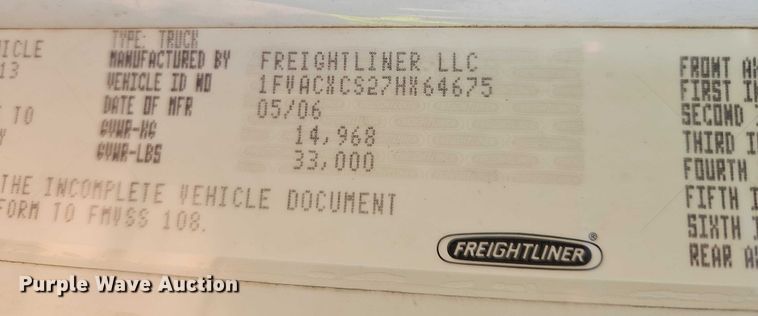 TYPE: TRUCK
MANUFACTURED BY FREIGHTLINER LLC
VEHICLE ID NO 1FVACXCS27HX64675
DATE OF MFR 05/06
GVWR-KG 14,968
GVWR-LBS 33,000
THE INCOMPLETE VEHICLE DOCUMENT
FORM TO FMVSS 108.
13
TO
FRONT
FIRST
SECOND
THIRD
FOURTH
FIFTH
SIXTH
REAR
FREIGHTLINER®
Purple Wave Auction